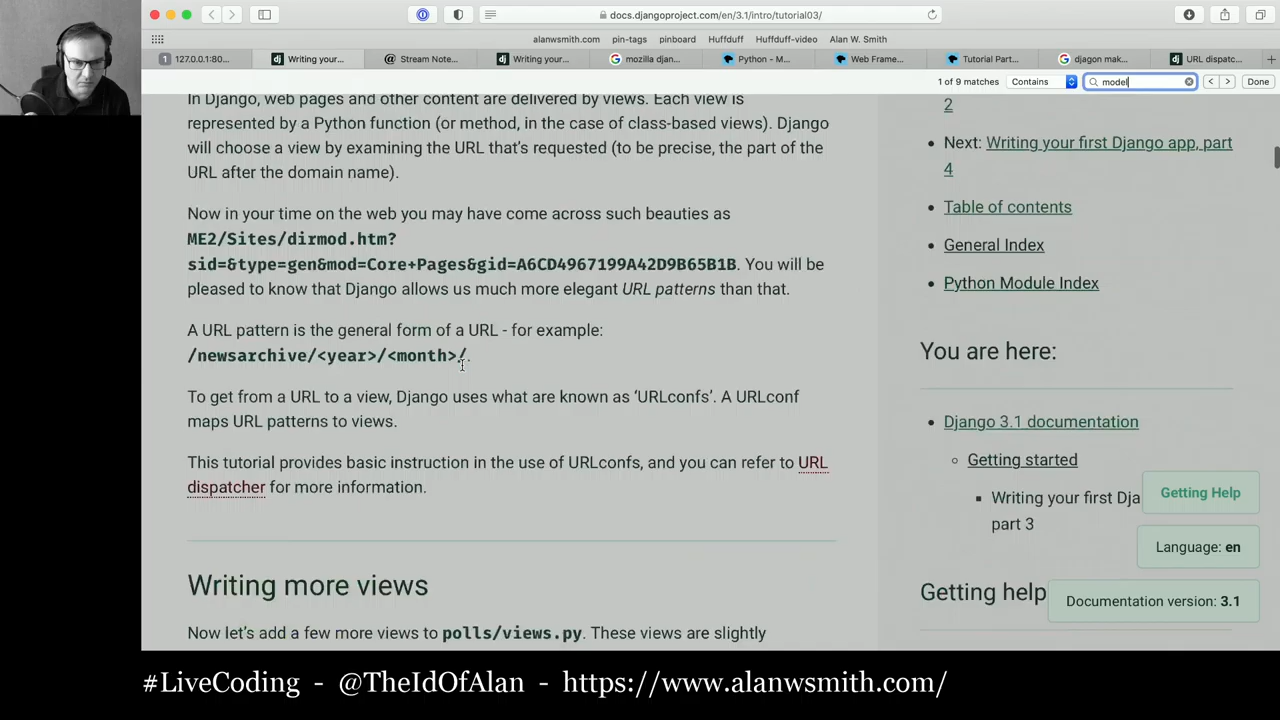 docs.djangoproject.com/en/3.1/intro/tutorial03/
alanwsmith.com pin-tags pinboard Huffduff Huffduff-video Alan W. Smith
1 127.0.0.1:80... dj Writing your... @ Stream Note... dj Writing your... G mozilla djan... Python - M... Web Frame... Tutorial Part... G djagon mak... dj URL dispatc... +
1 of 9 matches Contains model Done
In Django, web pages and other content are delivered by views. Each view is
represented by a Python function (or method, in the case of class-based views). Django
will choose a view by examining the URL that's requested (to be precise, the part of the
URL after the domain name).
Now in your time on the web you may have come across such beauties as
ME2/Sites/dirmod.htm?
sid=&type=gen&mod=Core+Pages&gid=A6CD4967199A42D9B65B1B. You will be
pleased to know that Django allows us much more elegant URL patterns than that.
A URL pattern is the general form of a URL - for example:
/newsarchive/<year>/<month>/.
To get from a URL to a view, Django uses what are known as ‘URLconfs’. A URLconf
maps URL patterns to views.
This tutorial provides basic instruction in the use of URLconfs, and you can refer to URL
dispatcher for more information.
Writing more views
Now let's add a few more views to polls/views.py. These views are slightly
2
Next: Writing your first Django app, part
4
Table of contents
General Index
Python Module Index
You are here:
Django 3.1 documentation
Getting started
Writing your first Dja
part 3
Getting help
Getting Help
Language: en
Documentation version: 3.1
#LiveCoding - @TheIdOfAlan - https://www.alanwsmith.com/